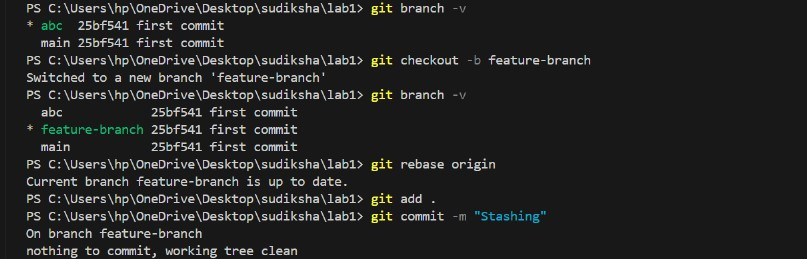 PS C:\Users\hp\OneDrive\Desktop\sudiksha\lab1> git branch -v
* abc  25bf541 first commit
  main 25bf541 first commit
PS C:\Users\hp\OneDrive\Desktop\sudiksha\lab1> git checkout -b feature-branch
Switched to a new branch 'feature-branch'
PS C:\Users\hp\OneDrive\Desktop\sudiksha\lab1> git branch -v
  abc            25bf541 first commit
* feature-branch 25bf541 first commit
  main           25bf541 first commit
PS C:\Users\hp\OneDrive\Desktop\sudiksha\lab1> git rebase origin
Current branch feature-branch is up to date.
PS C:\Users\hp\OneDrive\Desktop\sudiksha\lab1> git add .
PS C:\Users\hp\OneDrive\Desktop\sudiksha\lab1> git commit -m "Stashing"
On branch feature-branch
nothing to commit, working tree clean